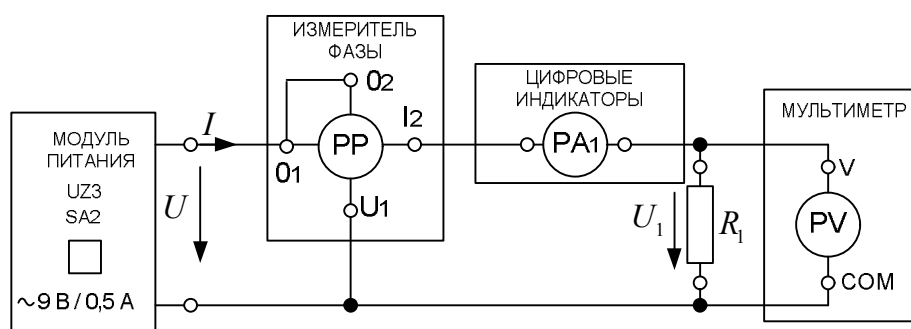 ИЗМЕРИТЕЛЬ
ФАЗЫ
ЦИФРОВЫЕ
ИНДИКАТОРЫ
МУЛЬТИМЕТР
МОДУЛЬ
ПИТАНИЯ
UZ3
SA2
~9 В / 0,5 А
I
U
02
01
PP
I2
U1
PA1
U1
R1
V
PV
COM